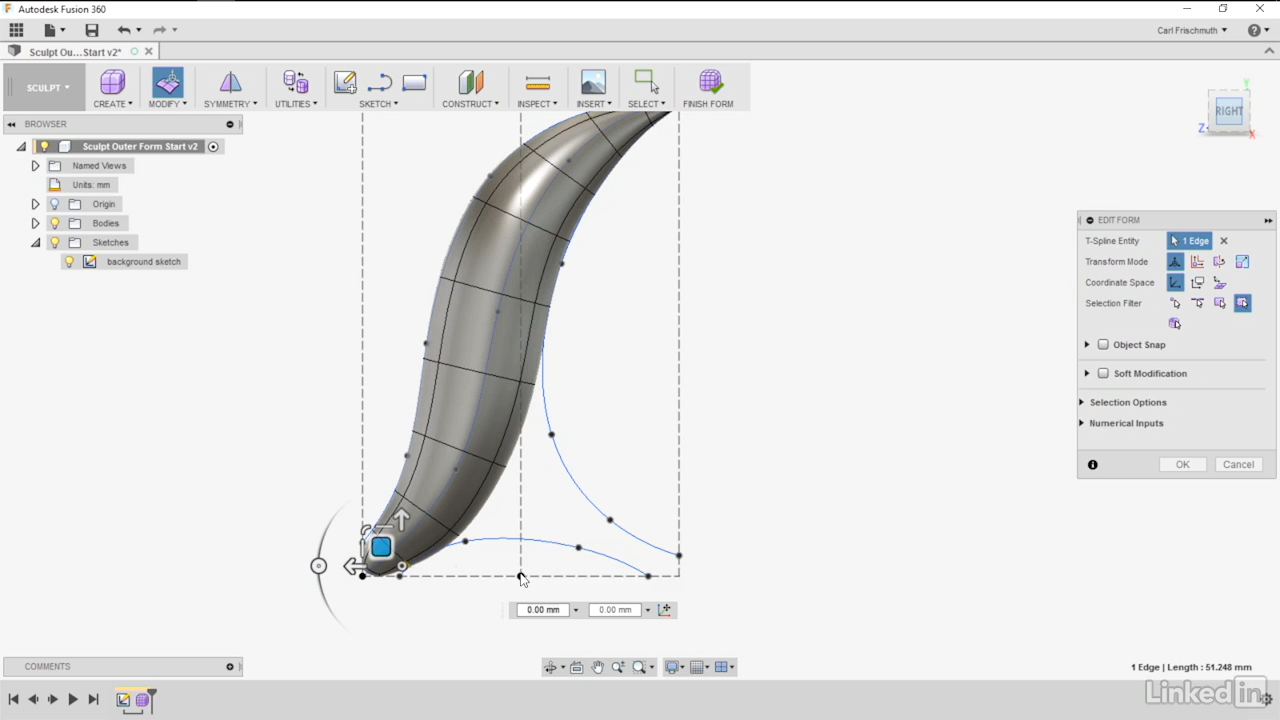 Autodesk Fusion 360
Carl Frischmuth
Sculpt Ou...Start v2*
SCULPT
CREATE
MODIFY
SYMMETRY
UTILITIES
SKETCH
CONSTRUCT
INSPECT
INSERT
SELECT
FINISH FORM
BROWSER
Sculpt Outer Form Start v2
Named Views
Units: mm
Origin
Bodies
Sketches
background sketch
Y
RIGHT
Z
X
EDIT FORM
T-Spline Entity 1 Edge
Transform Mode
Coordinate Space
Selection Filter
Object Snap
Soft Modification
Selection Options
Numerical Inputs
OK Cancel
0.00 mm 0.00 mm
COMMENTS
1 Edge | Length : 51.248 mm
Linked in